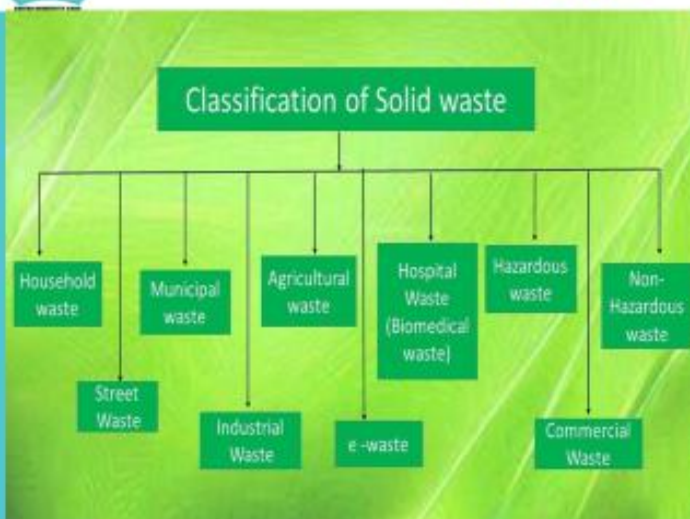 Classification of Solid waste
Household
waste
Street
Waste
Municipal
waste
Industrial
Waste
Agricultural
waste
e -waste
Hospital
Waste
(Biomedical
waste)
Hazardous
waste
Commercial
Waste
Non-
Hazardous
waste